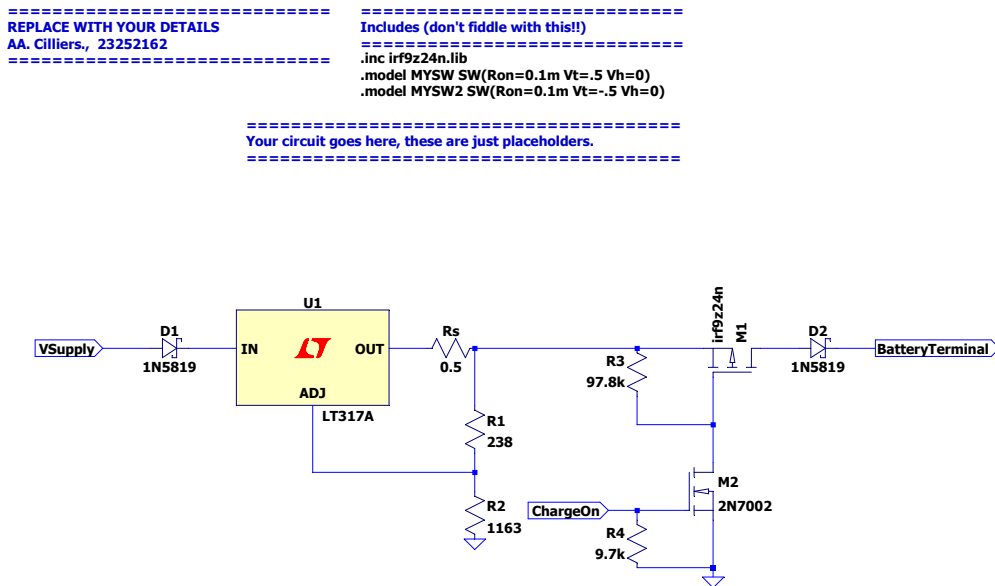 ==============================
REPLACE WITH YOUR DETAILS
AA. Cilliers., 23252162
==============================
==============================
Includes (don't fiddle with this!!)
==============================
.inc irf9z24n.lib
.model MYSW SW(Ron=0.1m Vt=.5 Vh=0)
.model MYSW2 SW(Ron=0.1m Vt=-.5 Vh=0)
========================================
Your circuit goes here, these are just placeholders.
========================================
VSupply
D1
1N5819
U1
IN
OUT
ADJ
LT317A
Rs
0.5
R1
238
R2
1163
R3
97.8k
irf9z24n
M1
D2
1N5819
BatteryTerminal
M2
2N7002
ChargeOn
R4
9.7k